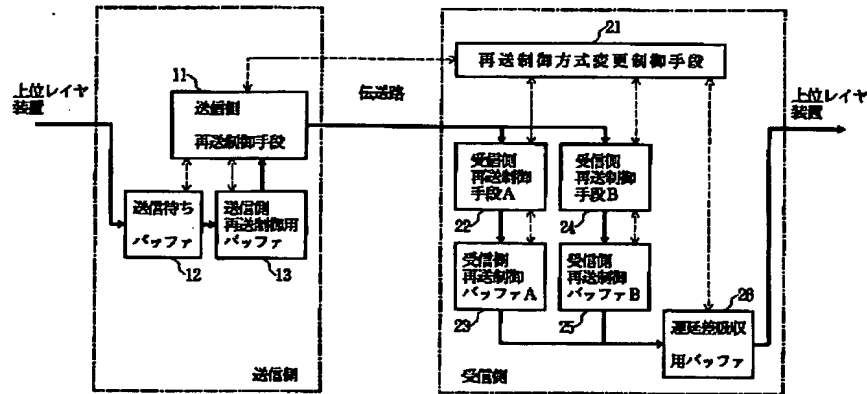 21
再送制御方式変更制御手段
11
上位レイヤ
装置
送信側
再送制御手段
伝送路
上位レイヤ
装置
受信側
再送制御
手段A
22
受信側
再送制御
手段B
24
送信待ち
バッファ
12
送信側
再送制御用
バッファ
13
受信側
再送制御
バッファA
23
受信側
再送制御
バッファB
25
26
遅延差吸収
用バッファ
送信側
受信側